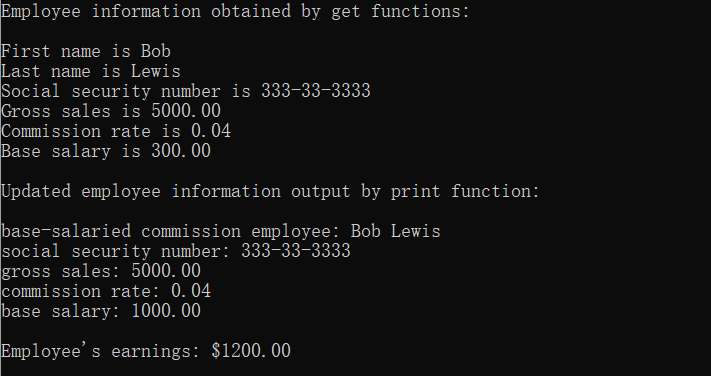 Employee information obtained by get functions:
First name is Bob
Last name is Lewis
Social security number is 333-33-3333
Gross sales is 5000.00
Commission rate is 0.04
Base salary is 300.00
Updated employee information output by print function:
base-salaried commission employee: Bob Lewis
social security number: 333-33-3333
gross sales: 5000.00
commission rate: 0.04
base salary: 1000.00
Employee's earnings: $1200.00